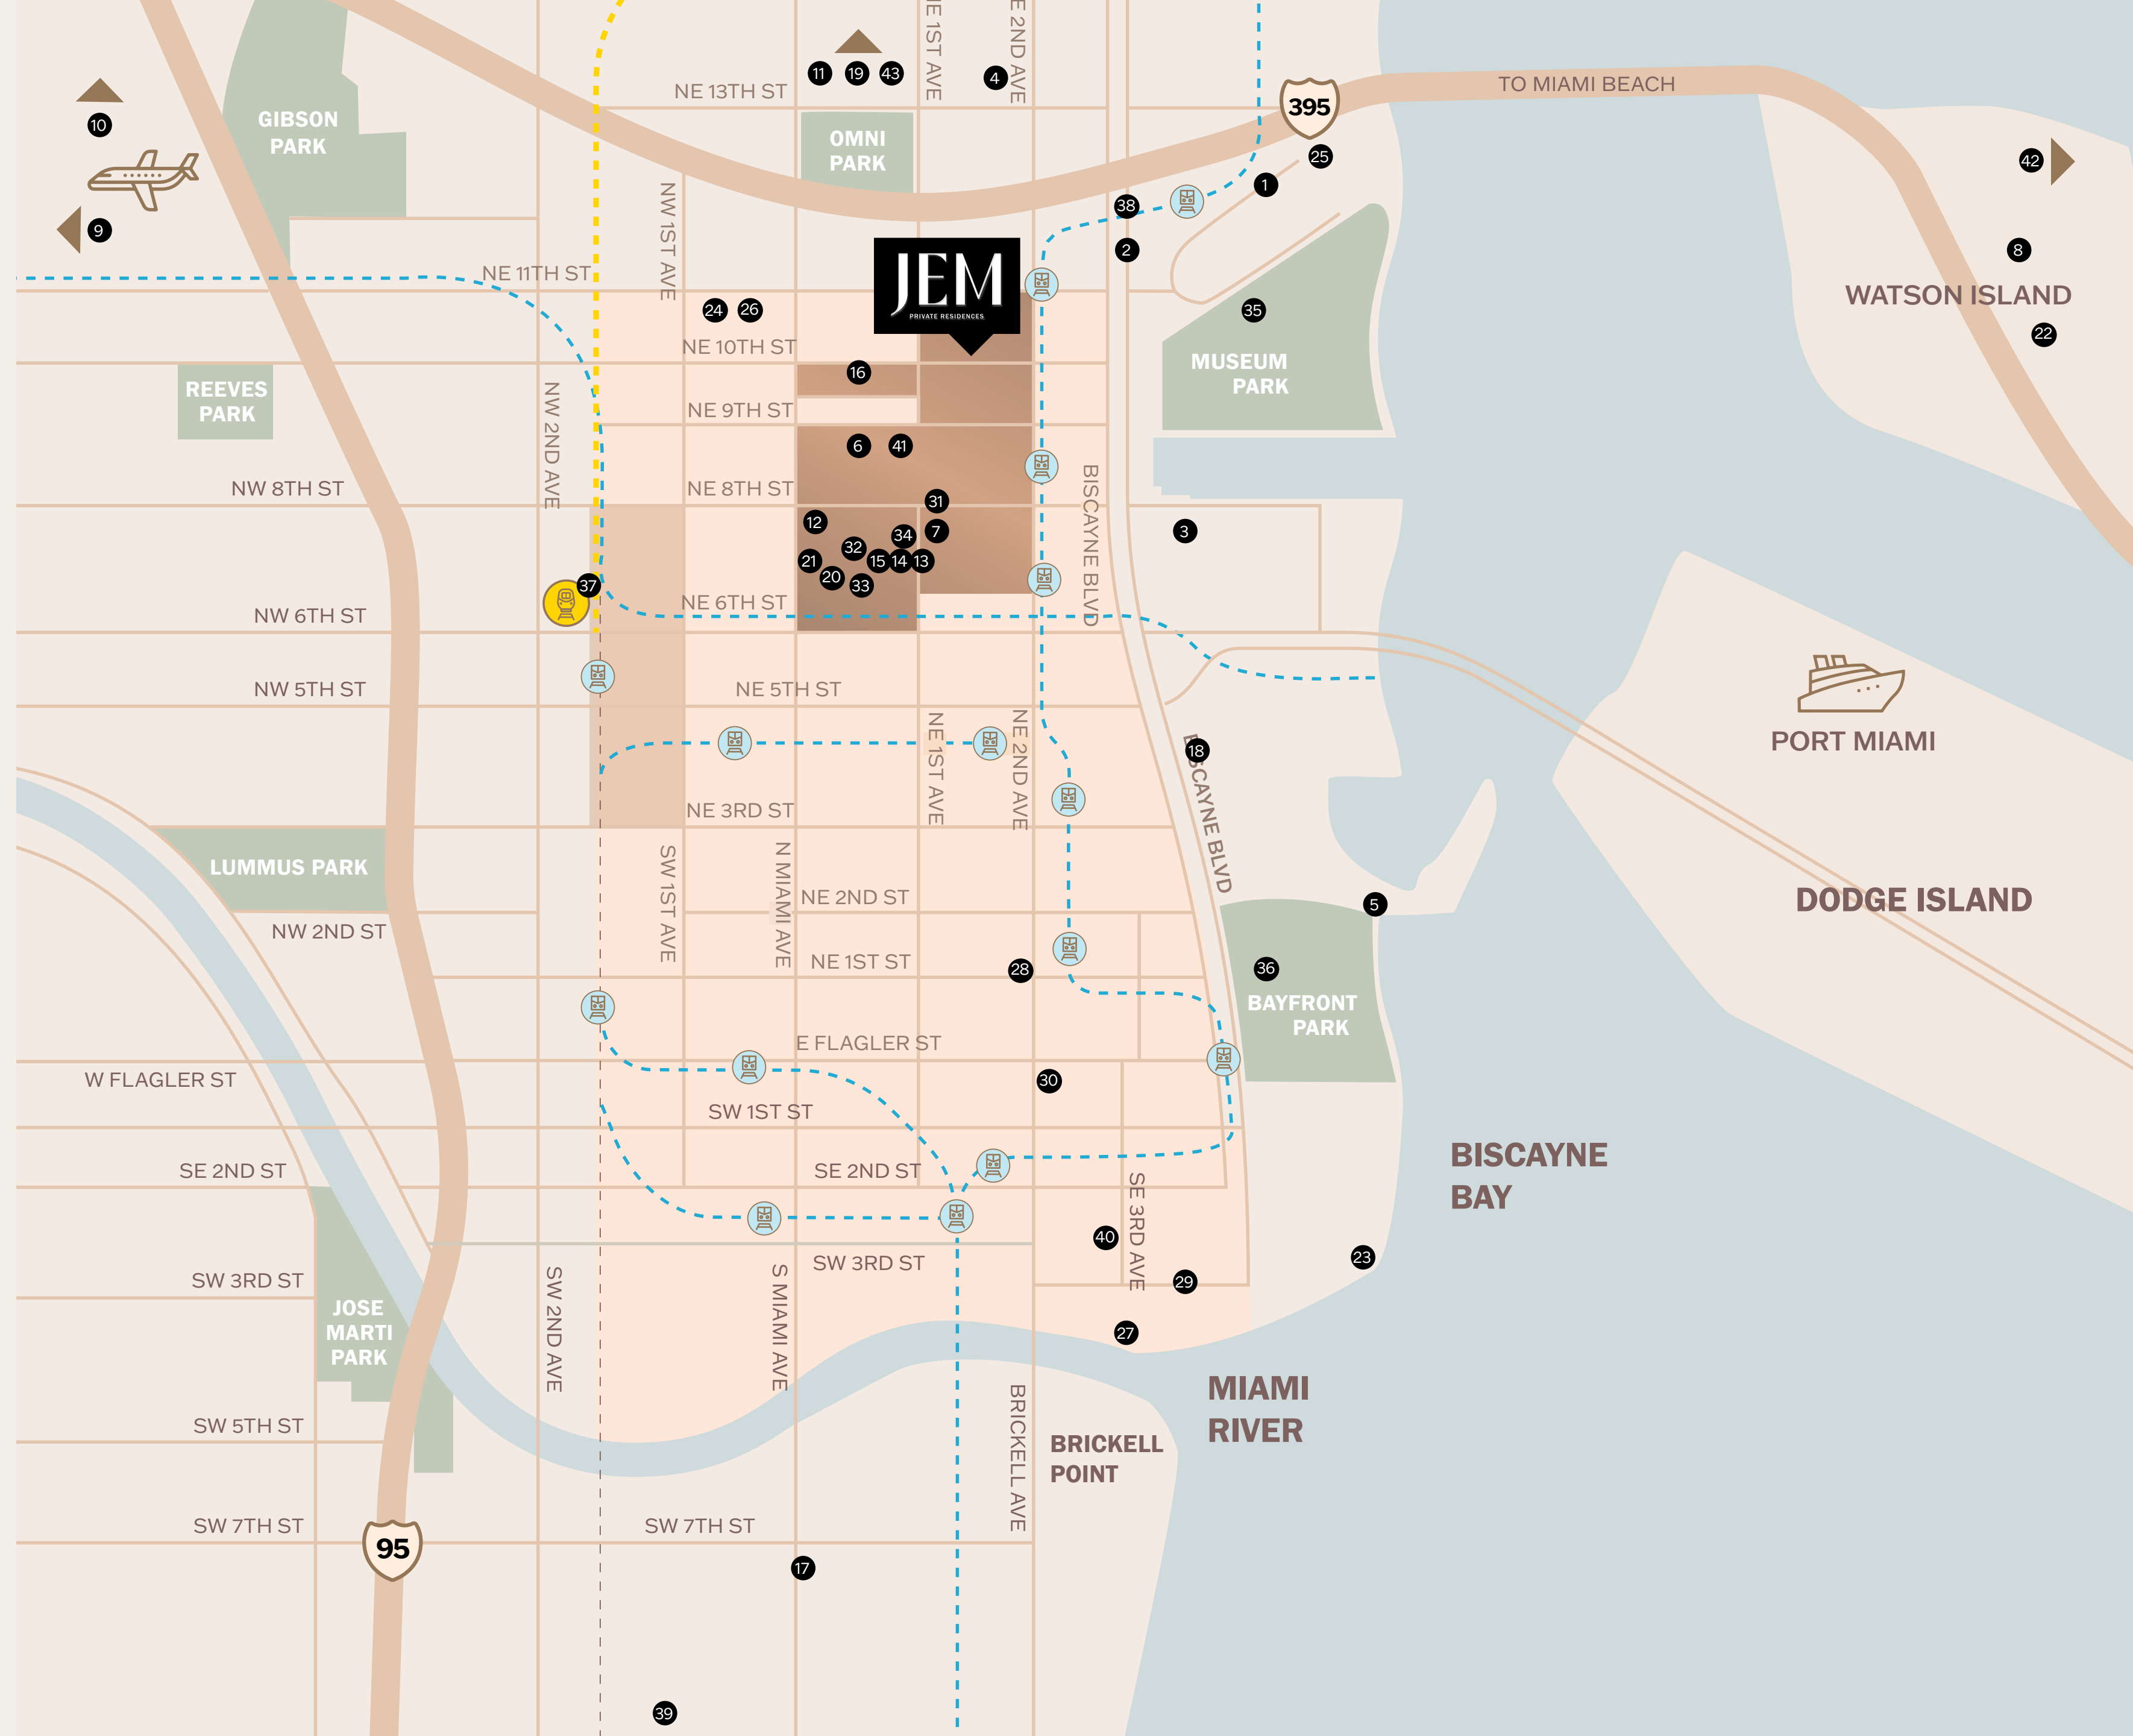 NE 1ST AVE
E 2ND AVE
11
19
43
4
NE 13TH ST
395
TO MIAMI BEACH
10
GIBSON
PARK
OMNI
PARK
25
42
1
38
9
2
8
NW 1ST AVE
JEM
PRIVATE RESIDENCES
NE 11TH ST
24
26
35
WATSON ISLAND
22
NE 10TH ST
MUSEUM
PARK
16
REEVES
PARK
NW 2ND AVE
NE 9TH ST
6
41
NW 8TH ST
NE 8TH ST
BISCAYNE BLVD
31
12
34
7
3
32
21
15
14
13
20
33
37
NW 6TH ST
NE 6TH ST
NW 5TH ST
NE 5TH ST
NE 1ST AVE
NE 2ND AVE
18
BISCAYNE BLVD
PORT MIAMI
NE 3RD ST
LUMMUS PARK
SW 1ST AVE
N MIAMI AVE
NE 2ND ST
5
DODGE ISLAND
NW 2ND ST
NE 1ST ST
28
36
BAYFRONT
PARK
E FLAGLER ST
W FLAGLER ST
30
SW 1ST ST
BISCAYNE
BAY
SE 2ND ST
SE 2ND ST
SE 3RD AVE
40
SW 3RD ST
23
SW 3RD ST
29
JOSE
MARTI
PARK
SW 2ND AVE
S MIAMI AVE
27
MIAMI
RIVER
BRICKELL AVE
SW 5TH ST
BRICKELL
POINT
SW 7TH ST
SW 7TH ST
95
17
39